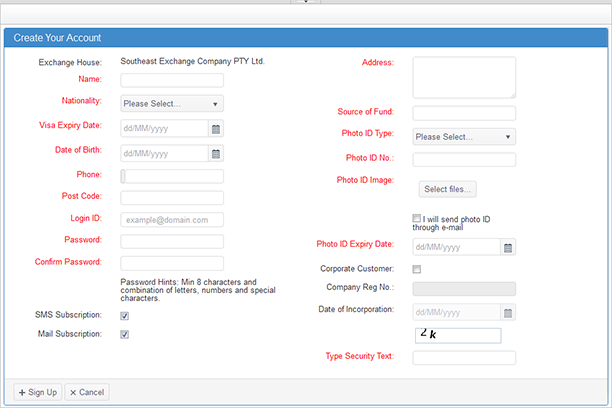 Create Your Account
Exchange House: Southeast Exchange Company PTY Ltd.
Name:
Nationality: Please Select...
Visa Expiry Date: dd/MM/yyyy
Date of Birth: dd/MM/yyyy
Phone:
Post Code:
Login ID: example@domain.com
Password:
Confirm Password:
Password Hints: Min 8 characters and
combination of letters, numbers and special
characters.
SMS Subscription:
Mail Subscription:
Address:
Source of Fund:
Photo ID Type: Please Select...
Photo ID No.:
Photo ID Image: Select files...
I will send photo ID
through e-mail
Photo ID Expiry Date: dd/MM/yyyy
Corporate Customer:
Company Reg No.:
Date of Incorporation: dd/MM/yyyy
2 k
Type Security Text:
+ Sign Up × Cancel